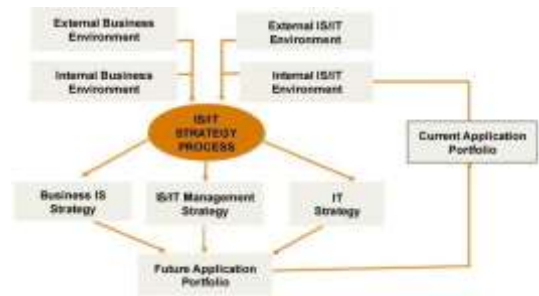 External Business
Environment
External IS/IT
Environment
Internal Business
Environment
Internal IS/IT
Environment
IS/IT
STRATEGY
PROCESS
Current Application
Portfolio
Business IS
Strategy
IS/IT Management
Strategy
IT
Strategy
Future Application
Portfolio